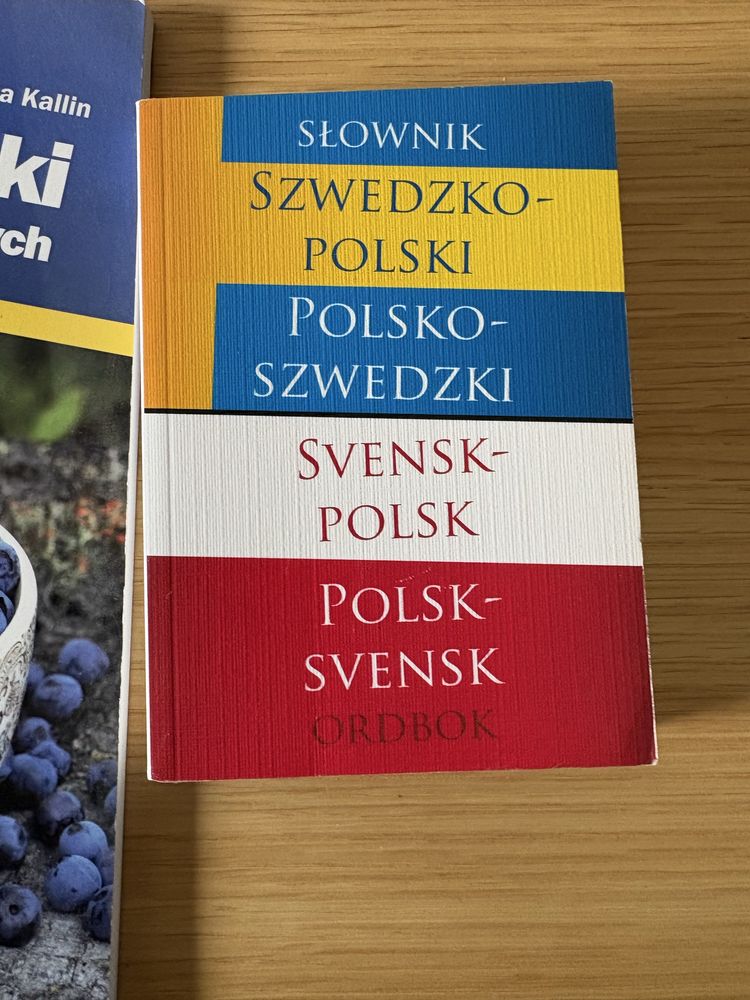 a Kallin
ki
ych
SŁOWNIK
SZWEDZKO-
POLSKI
POLSKO-
SZWEDZKI
SVENSK-
POLSK
POLSK-
SVENSK
ORDBOK